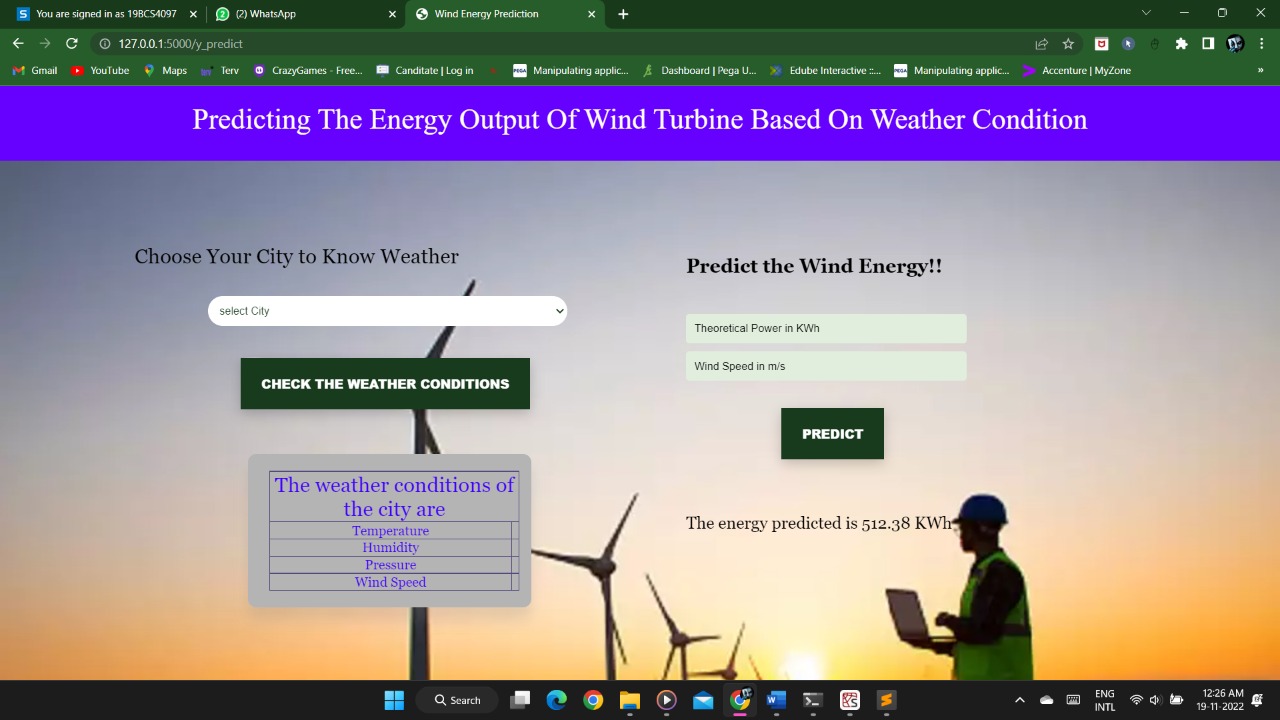 You are signed in as 19BCS4097
(2) WhatsApp
Wind Energy Prediction
127.0.0.1:5000/y_predict
Gmail
YouTube
Maps
Terv
CrazyGames - Free...
Canditate | Log in
Manipulating applic...
Dashboard | Pega U...
Edube Interactive ::...
Manipulating applic...
Accenture | MyZone
»
Predicting The Energy Output Of Wind Turbine Based On Weather Condition
Choose Your City to Know Weather
select City
CHECK THE WEATHER CONDITIONS
The weather conditions of
the city are
Temperature
Humidity
Pressure
Wind Speed
Predict the Wind Energy!!
Theoretical Power in KWh
Wind Speed in m/s
PREDICT
The energy predicted is 512.38 KWh
Search
ENG
INTL
12:26 AM
19-11-2022